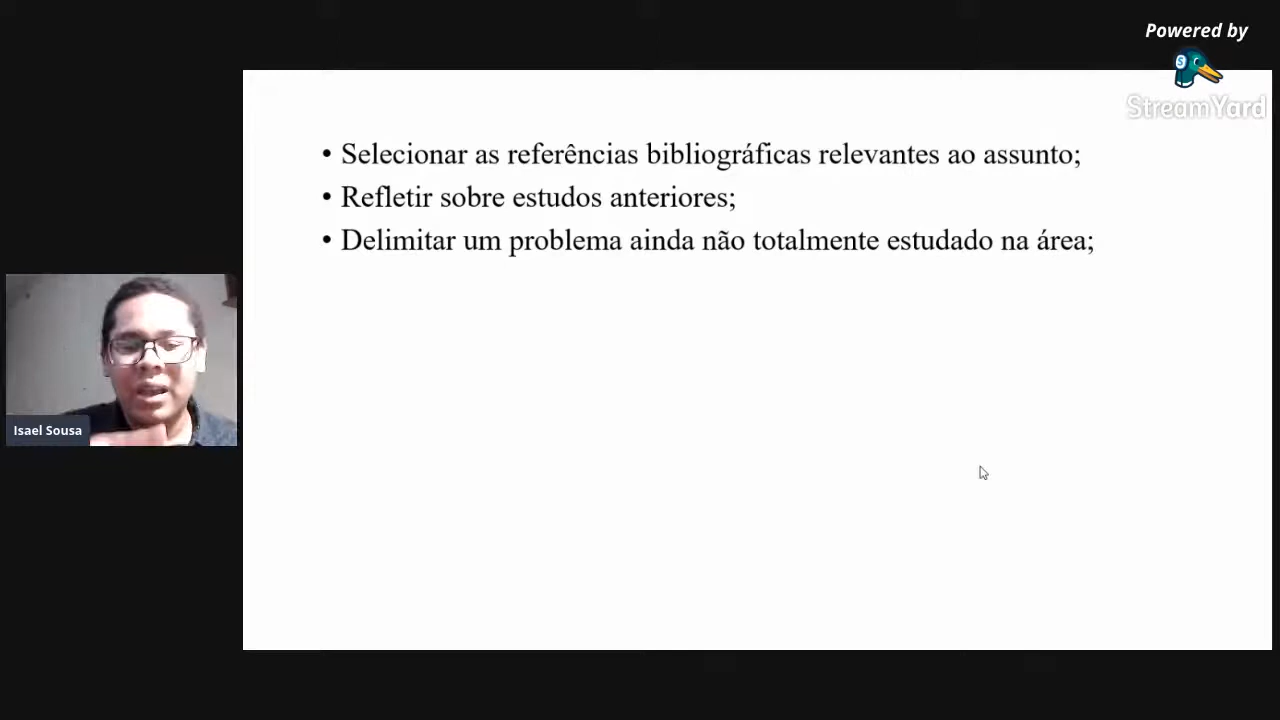 Powered by
StreamYard
• Selecionar as referências bibliográficas relevantes ao assunto;
• Refletir sobre estudos anteriores;
• Delimitar um problema ainda não totalmente estudado na área;
Isael Sousa